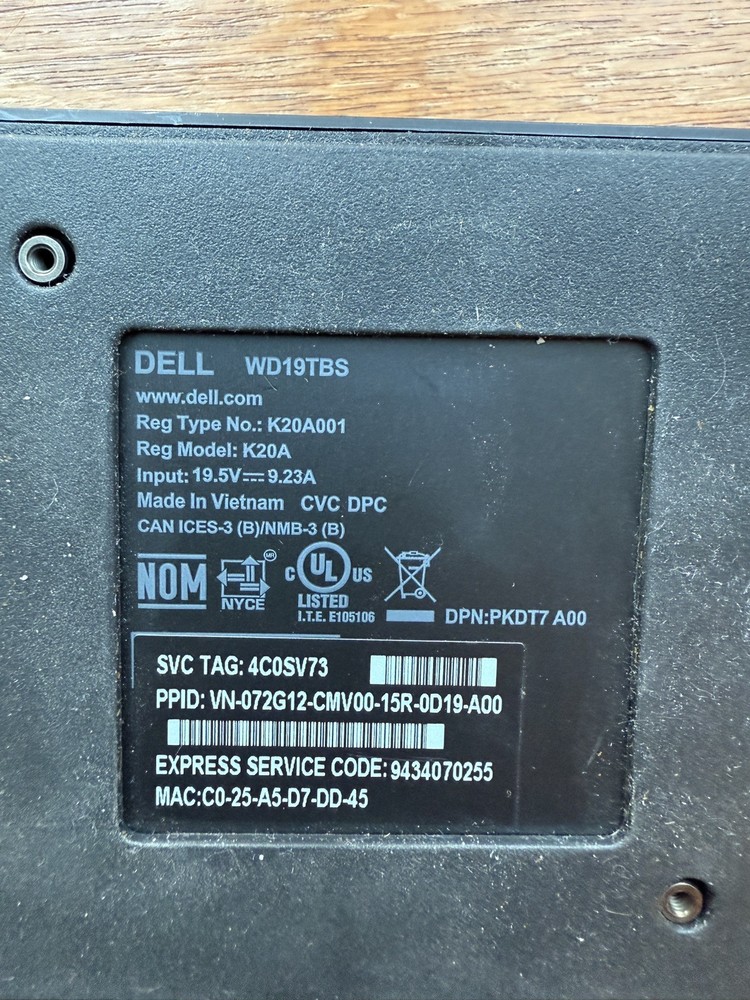 DELL WD19TBS
www.dell.com
Reg Type No.: K20A001
Reg Model: K20A
Input: 19.5V⎓9.23A
Made In Vietnam CVC DPC
CAN ICES-3 (B)/NMB-3 (B)
NOM
NYCE
MR
C UL US
LISTED
I.T.E. E105106
DPN:PKDT7 A00
SVC TAG: 4C0SV73
PPID: VN-072G12-CMV00-15R-0D19-A00
EXPRESS SERVICE CODE: 9434070255
MAC:C0-25-A5-D7-DD-45